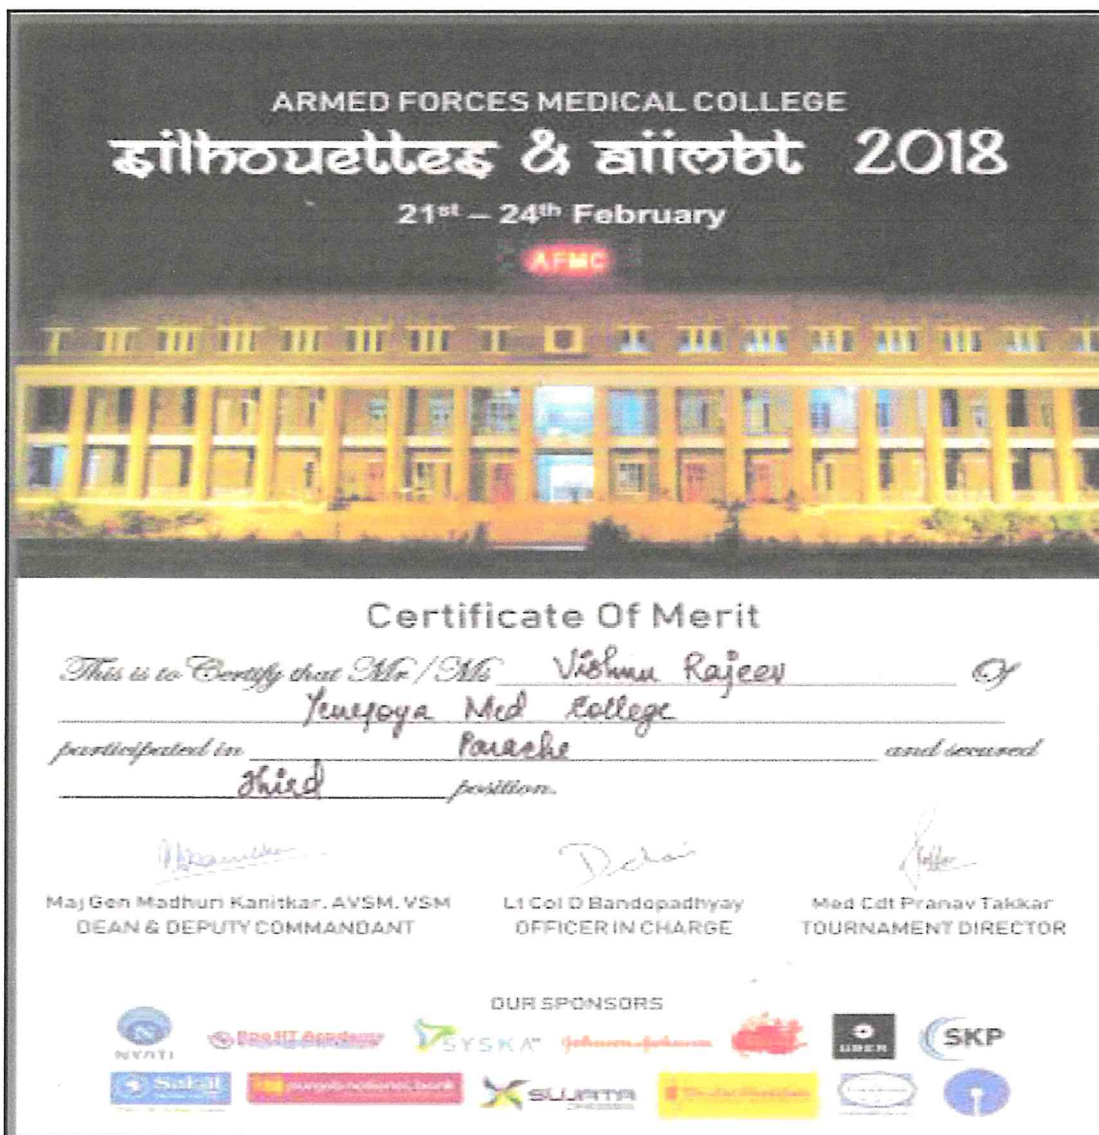 ARMED FORCES MEDICAL COLLEGE
silhouettes & aiimbt 2018
21st – 24th February
AFMC
Certificate Of Merit
This is to Certify that Mr / Ms Vishnu Rajeev Of
Yenepoya Med College
participated in Panache and secured
third position.
Maj Gen Madhuri Kanitkar. AVSM. VSM
DEAN & DEPUTY COMMANDANT
Lt Col D Bandopadhyay
OFFICER IN CHARGE
Med Cdt Pranav Takkar
TOURNAMENT DIRECTOR
OUR SPONSORS
NYATI
SYSKA
Johnson & Johnson
UBER
SKP
Sakal
punjab national bank
SUJATA